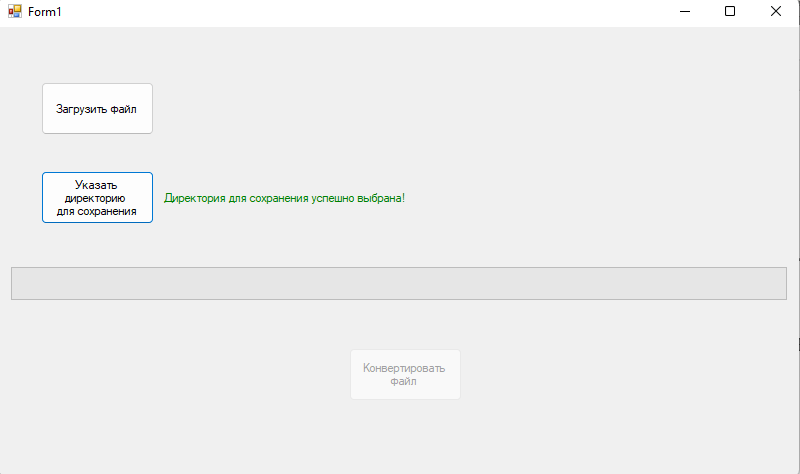 Form1
Загрузить файл
Указать
директорию
для сохранения
Директория для сохранения успешно выбрана!
Конвертировать
файл